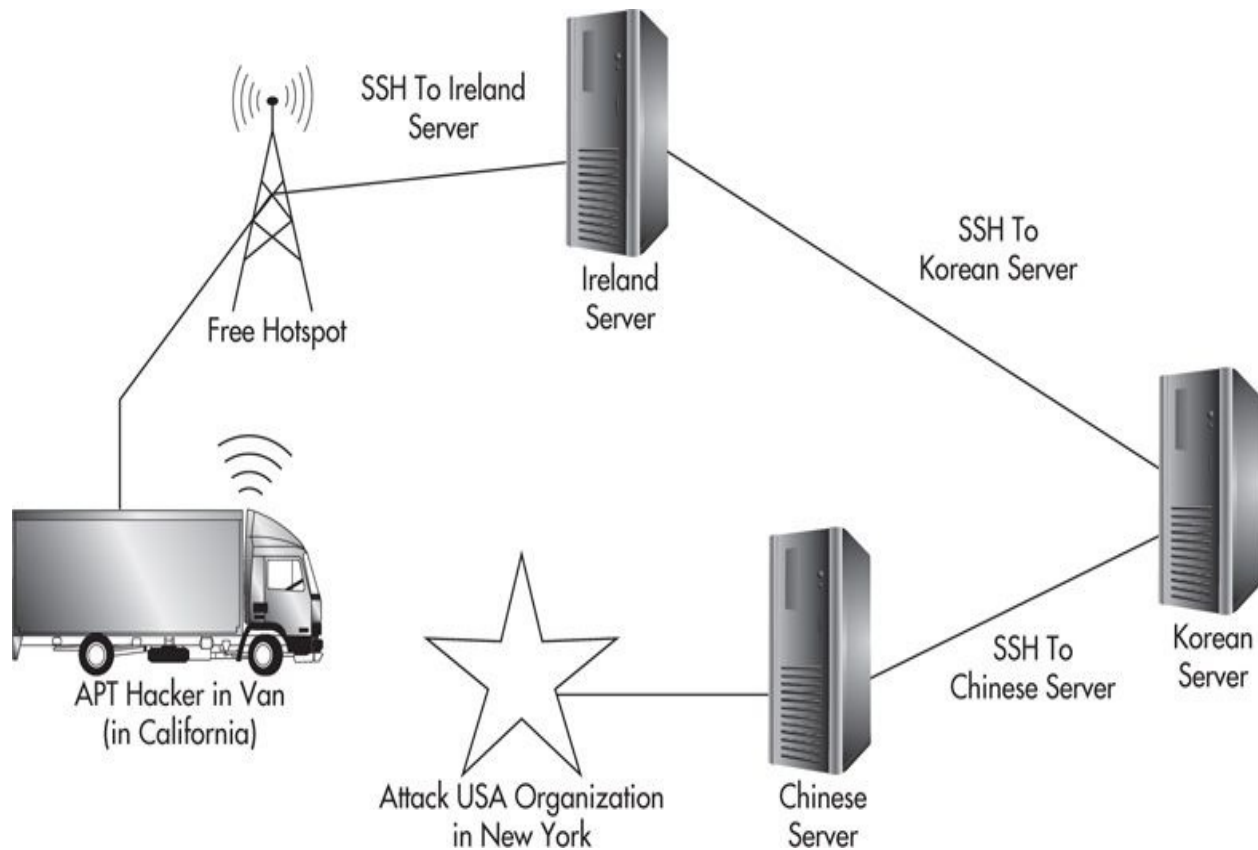 SSH To Ireland
Server
Free Hotspot
Ireland
Server
SSH To
Korean Server
Korean
Server
SSH To
Chinese Server
Chinese
Server
Attack USA Organization
in New York
APT Hacker in Van
(in California)